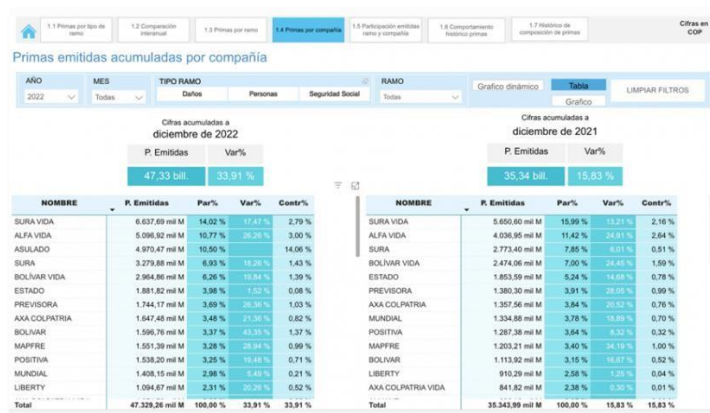 1.1 Primas por tipo de ramo
1.2 Comparación interanual
1.3 Primas por ramo
1.4 Primas por compañía
1.5 Participación emitidas ramo y compañía
1.6 Comportamiento histórico primas
1.7 Histórico de composición de primas
Cifras en COP
Primas emitidas acumuladas por compañía
AÑO MES TIPO RAMO RAMO
2022 Todas Daños Personas Seguridad Social Todas
Grafico dinámico Tabla Grafico LIMPIAR FILTROS
Cifras acumuladas a
diciembre de 2022
P. Emitidas Var%
47,33 bill. 33,91 %
NOMBRE P. Emitidas Par% Var% Contr%
SURA VIDA 6.637,69 mil M 14,02 % 17,47 % 2,79 %
ALFA VIDA 5.096,92 mil M 10,77 % 26,26 % 3,00 %
ASULADO 4.970,47 mil M 10,50 % 14,06 %
SURA 3.279,88 mil M 6,93 % 18,26 % 1,43 %
BOLÍVAR VIDA 2.964,86 mil M 6,26 % 19,84 % 1,39 %
ESTADO 1.881,82 mil M 3,98 % 1,52 % 0,08 %
PREVISORA 1.744,17 mil M 3,69 % 26,36 % 1,03 %
AXA COLPATRIA 1.647,48 mil M 3,48 % 21,36 % 0,82 %
BOLIVAR 1.596,76 mil M 3,37 % 43,35 % 1,37 %
MAPFRE 1.551,39 mil M 3,28 % 28,94 % 0,99 %
POSITIVA 1.538,20 mil M 3,25 % 19,48 % 0,71 %
MUNDIAL 1.408,15 mil M 2,98 % 5,49 % 0,21 %
LIBERTY 1.094,67 mil M 2,31 % 20,26 % 0,52 %
Total 47.329,26 mil M 100,00 % 33,91 % 33,91 %
Cifras acumuladas a
diciembre de 2021
P. Emitidas Var%
35,34 bill. 15,83 %
NOMBRE P. Emitidas Par% Var% Contr%
SURA VIDA 5.650,60 mil M 15,99 % 13,21 % 2,16 %
ALFA VIDA 4.036,95 mil M 11,42 % 24,91 % 2,64 %
SURA 2.773,40 mil M 7,85 % 6,01 % 0,51 %
BOLÍVAR VIDA 2.474,06 mil M 7,00 % 24,45 % 1,59 %
ESTADO 1.853,59 mil M 5,24 % 14,68 % 0,78 %
PREVISORA 1.380,30 mil M 3,91 % 28,05 % 0,99 %
AXA COLPATRIA 1.357,56 mil M 3,84 % 20,52 % 0,76 %
MUNDIAL 1.334,88 mil M 3,78 % 18,89 % 0,70 %
POSITIVA 1.287,38 mil M 3,64 % 8,32 % 0,32 %
MAPFRE 1.203,21 mil M 3,40 % 34,19 % 1,00 %
BOLIVAR 1.113,92 mil M 3,15 % 16,67 % 0,52 %
LIBERTY 910,29 mil M 2,58 % 1,25 % 0,04 %
AXA COLPATRIA VIDA 841,82 mil M 2,38 % 0,30 % 0,01 %
Total 35.343,99 mil M 100,00 % 15,83 % 15,83 %